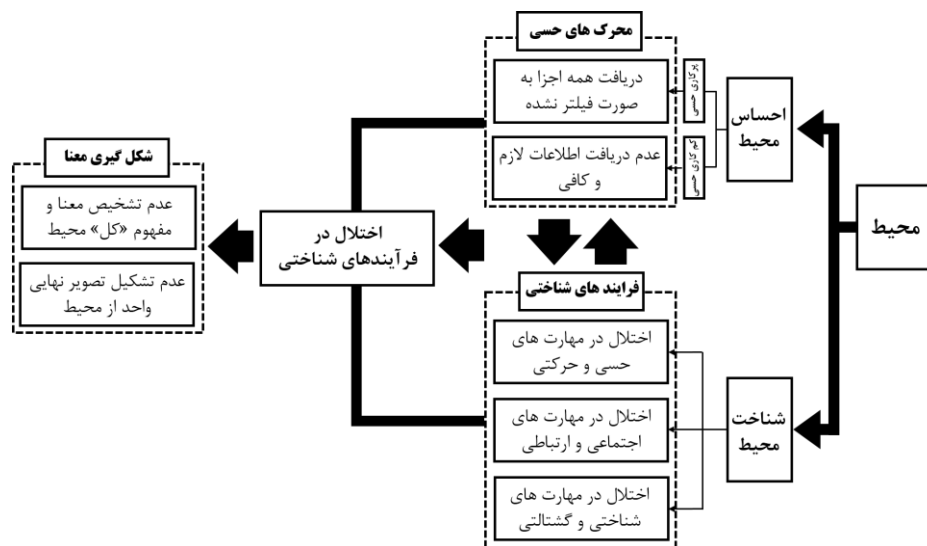 محیط
احساس
محیط
پرکاری حسی
کم کاری حسی
محرک های حسی
دریافت همه اجزا به
صورت فیلتر نشده
عدم دریافت اطلاعات لازم
و کافی
شناخت
محیط
فرایند های شناختی
اختلال در مهارت های
حسی و حرکتی
اختلال در مهارت های
اجتماعی و ارتباطی
اختلال در مهارت های
شناختی و گشتالتی
اختلال در
فرآیندهای شناختی
شکل گیری معنا
عدم تشخیص معنا و
مفهوم «کل» محیط
عدم تشکیل تصویر نهایی
واحد از محیط